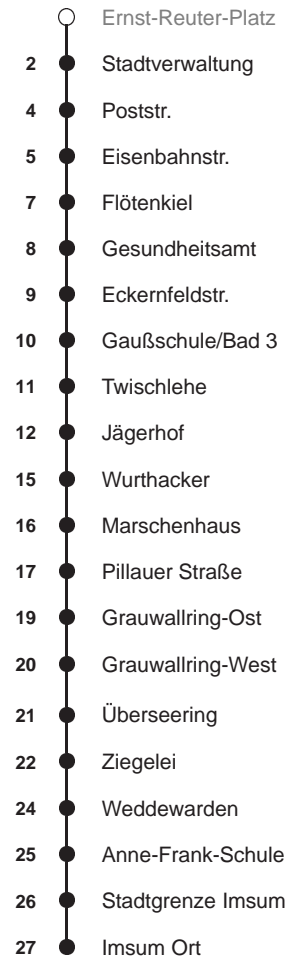 Ernst-Reuter-Platz
2 Stadtverwaltung
4 Poststr.
5 Eisenbahnstr.
7 Flötenkiel
8 Gesundheitsamt
9 Eckernfeldstr.
10 Gaußschule/Bad 3
11 Twischlehe
12 Jägerhof
15 Wurthacker
16 Marschenhaus
17 Pillauer Straße
19 Grauwallring-Ost
20 Grauwallring-West
21 Überseering
22 Ziegelei
24 Weddewarden
25 Anne-Frank-Schule
26 Stadtgrenze Imsum
27 Imsum Ort